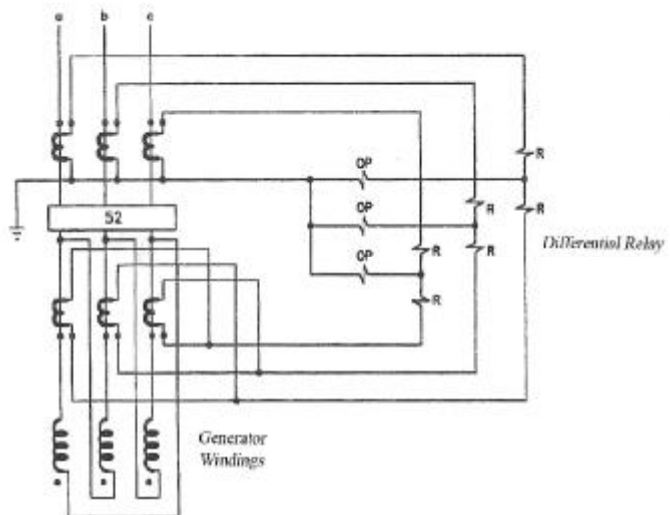 a b c
OP
R
R
52
OP
R
Differential Relay
OP
R
R
R
Generator
Windings